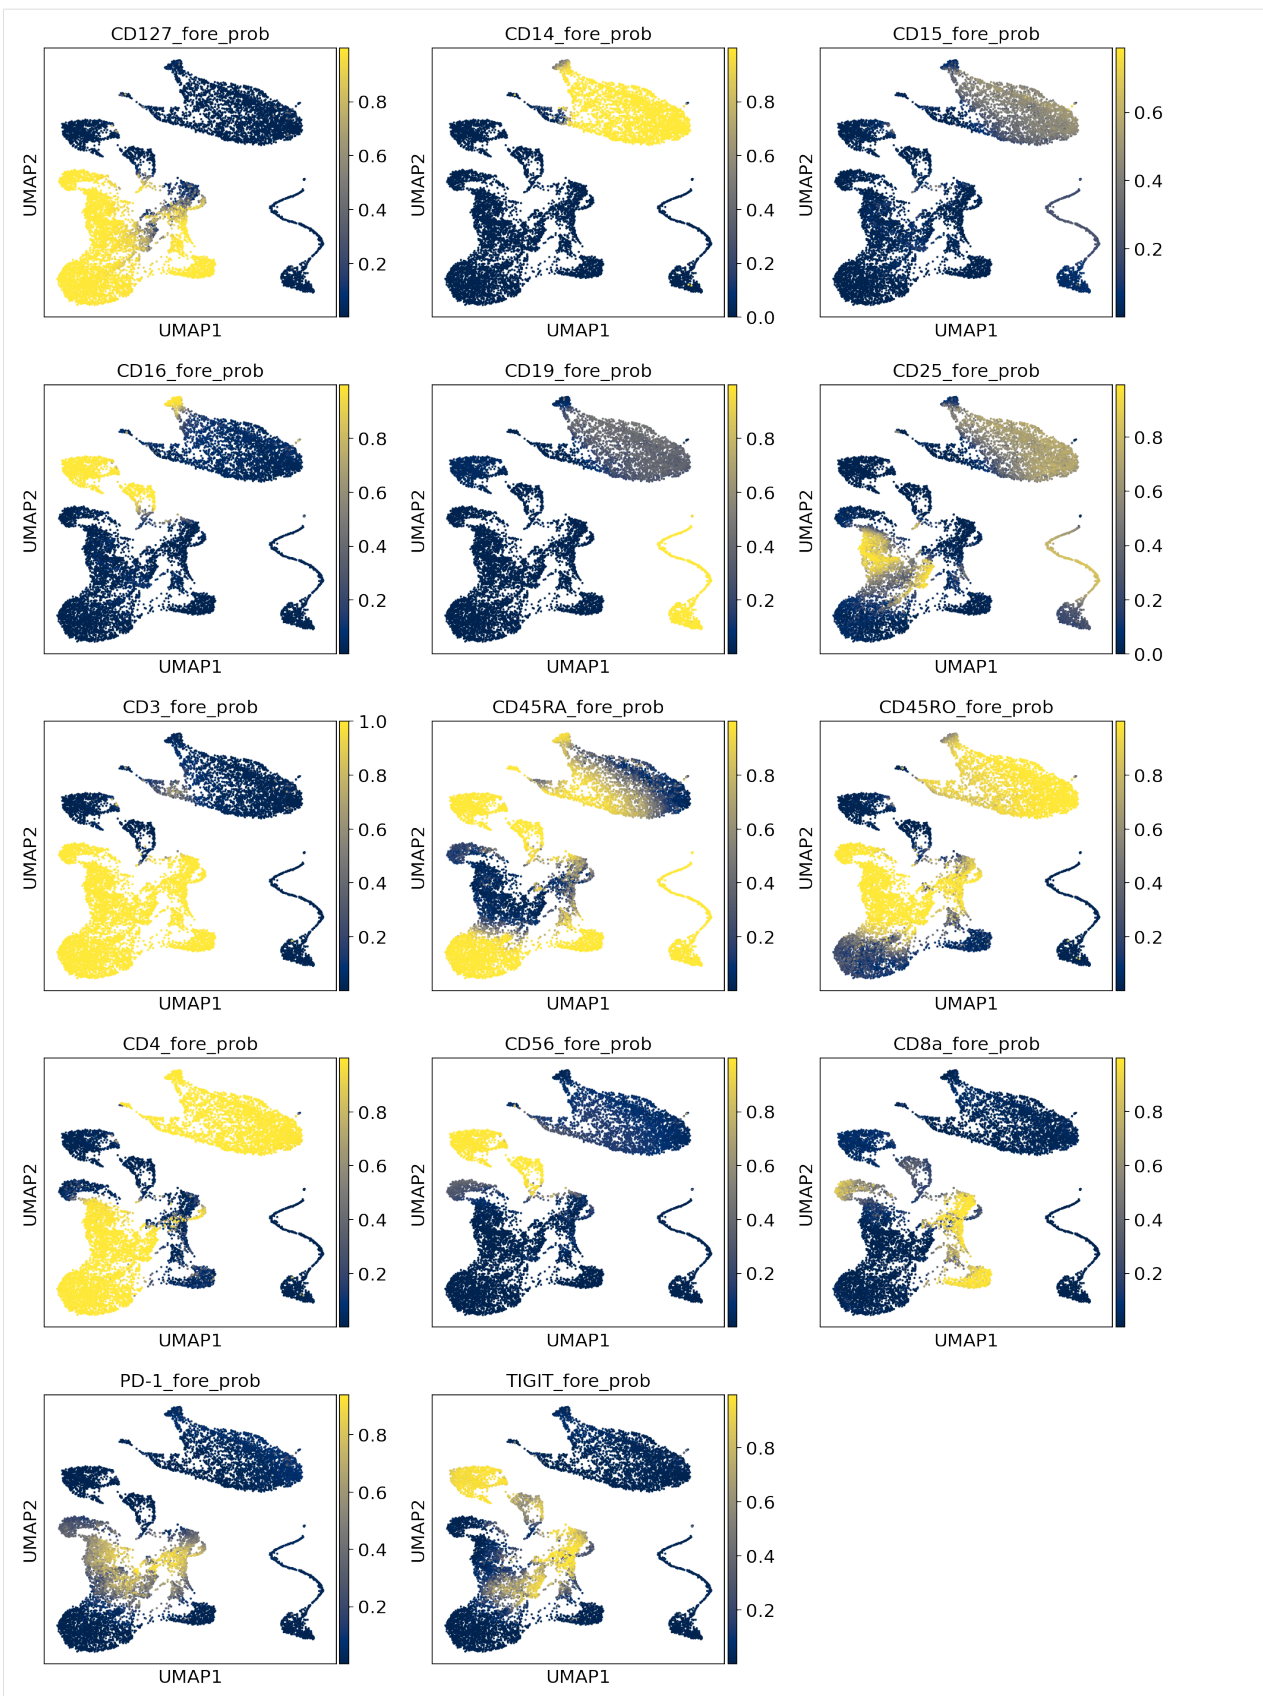 CD127_fore_prob CD14_fore_prob CD15_fore_prob
UMAP2 0.8 0.6 0.4 0.2 UMAP2 0.8 0.6 0.4 0.2 0.0 UMAP2 0.6 0.4 0.2
UMAP1 UMAP1 UMAP1
CD16_fore_prob CD19_fore_prob CD25_fore_prob
UMAP2 0.8 0.6 0.4 0.2 UMAP2 0.8 0.6 0.4 0.2 UMAP2 0.8 0.6 0.4 0.2 0.0
UMAP1 UMAP1 UMAP1
CD3_fore_prob CD45RA_fore_prob CD45RO_fore_prob
UMAP2 1.0 0.8 0.6 0.4 0.2 UMAP2 0.8 0.6 0.4 0.2 UMAP2 0.8 0.6 0.4 0.2
UMAP1 UMAP1 UMAP1
CD4_fore_prob CD56_fore_prob CD8a_fore_prob
UMAP2 0.8 0.6 0.4 0.2 UMAP2 0.8 0.6 0.4 0.2 UMAP2 0.8 0.6 0.4 0.2
UMAP1 UMAP1 UMAP1
PD-1_fore_prob TIGIT_fore_prob
UMAP2 0.8 0.6 0.4 0.2 UMAP2 0.8 0.6 0.4 0.2
UMAP1 UMAP1